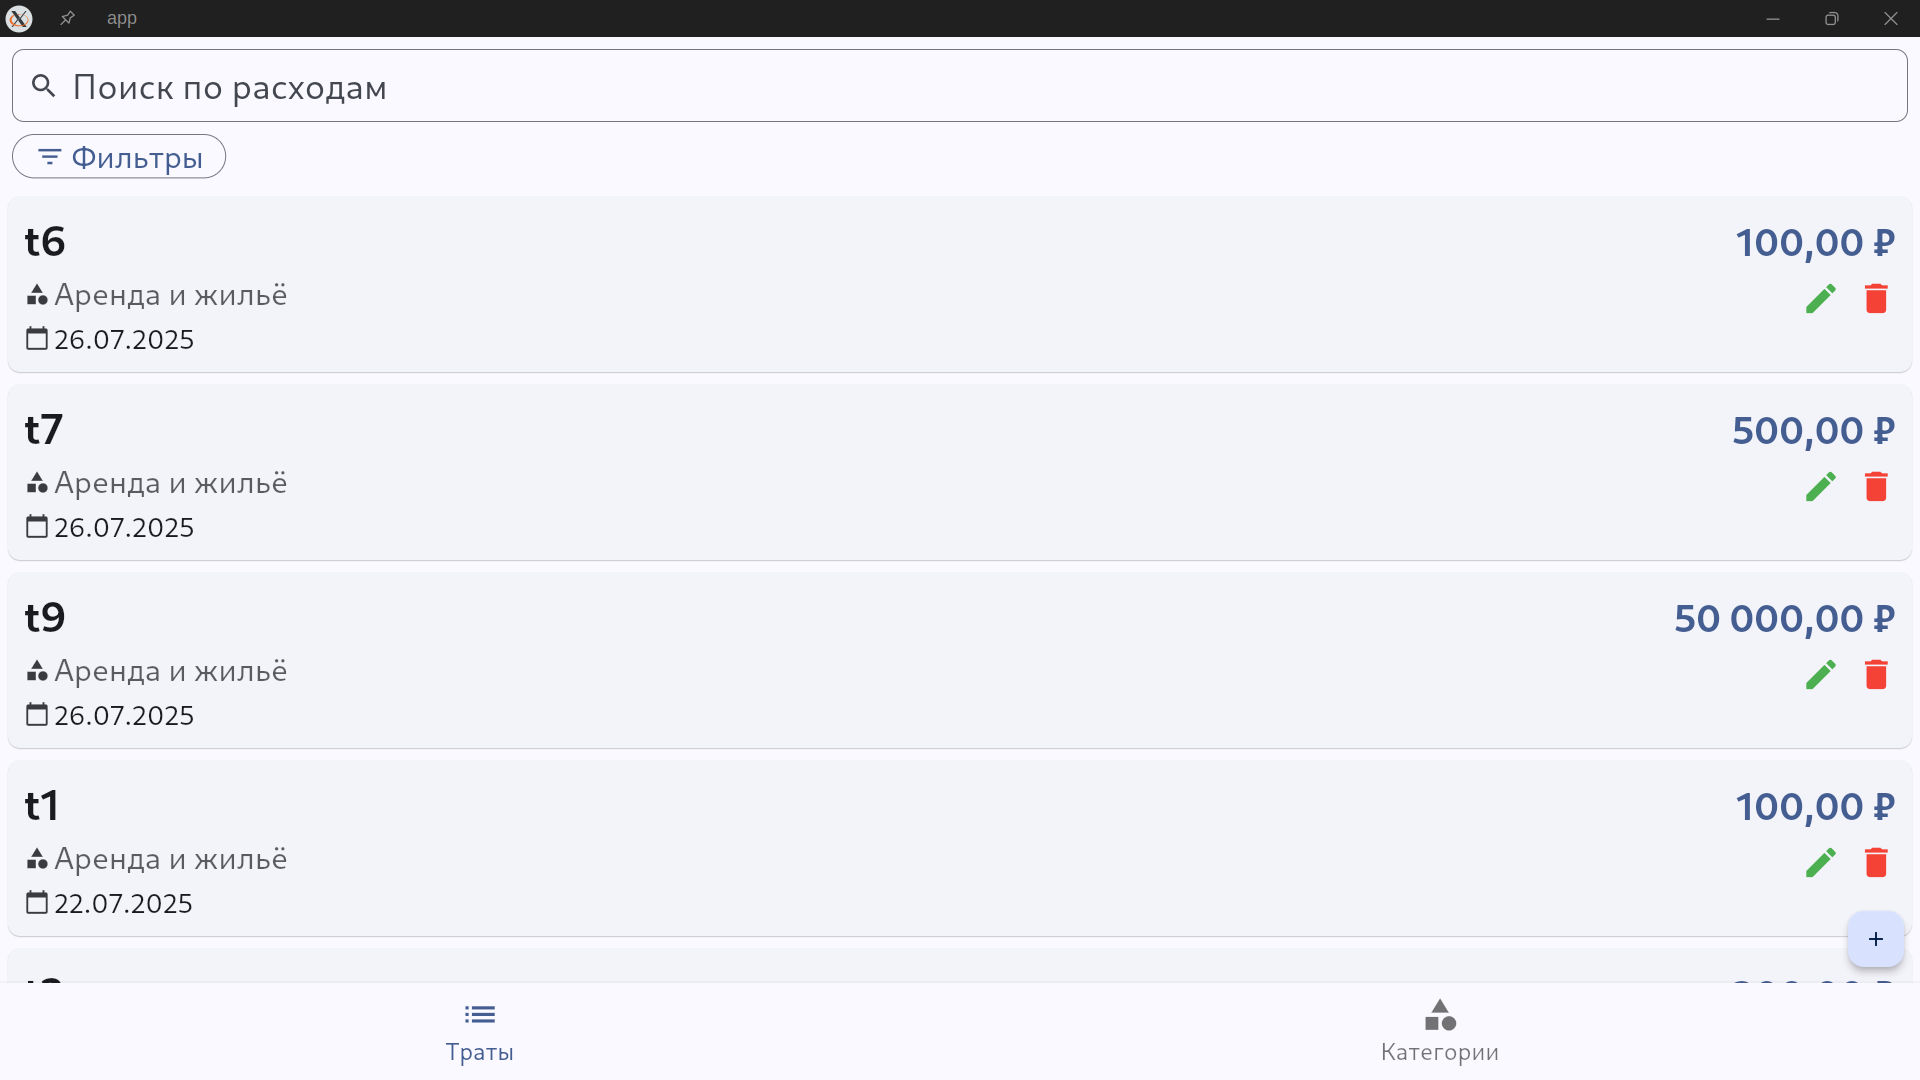 app
Поиск по расходам
Фильтры
t6
100,00 ₽
Аренда и жильё
26.07.2025
t7
500,00 ₽
Аренда и жильё
26.07.2025
t9
50 000,00 ₽
Аренда и жильё
26.07.2025
t1
100,00 ₽
Аренда и жильё
22.07.2025
Траты
Категории